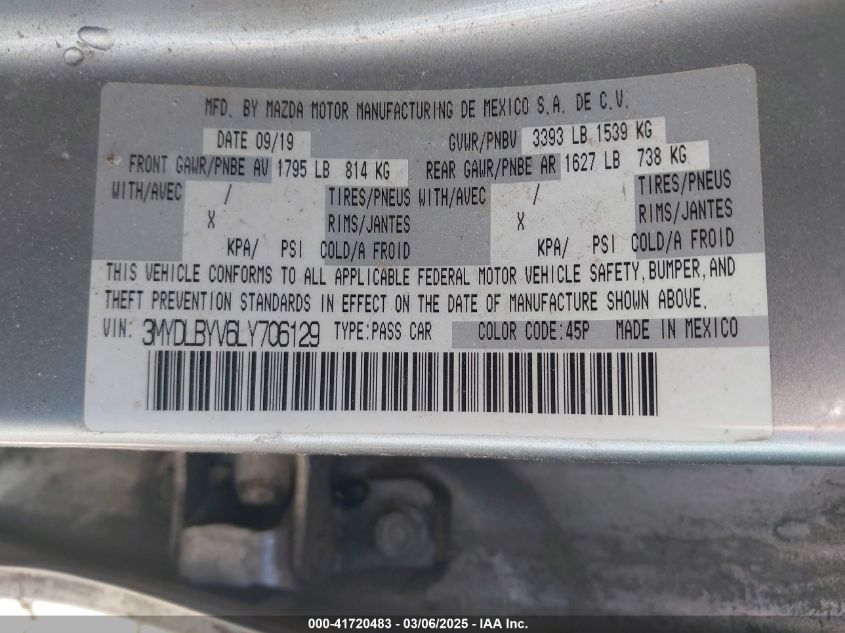 MFD. BY MAZDA MOTOR MANUFACTURING DE MEXICO S.A. DE C.V.
DATE 09/19 GVWR/PNBV 3393 LB 1539 KG
FRONT GAWR/PNBE AV 1795 LB 814 KG REAR GAWR/PNBE AR 1627 LB 738 KG
WITH/AVEC / TIRES/PNEUS WITH/AVEC / TIRES/PNEUS
X RIMS/JANTES X RIMS/JANTES
KPA/ PSI COLD/A FROID KPA/ PSI COLD/A FROID
THIS VEHICLE CONFORMS TO ALL APPLICABLE FEDERAL MOTOR VEHICLE SAFETY, BUMPER, AND
THEFT PREVENTION STANDARDS IN EFFECT ON THE DATE OF MANUFACTURE SHOWN ABOVE.
VIN: 3MYDLBYV6LY706129 TYPE:PASS CAR COLOR CODE:45P MADE IN MEXICO
000-41720483 - 03/06/2025 - IAA Inc.